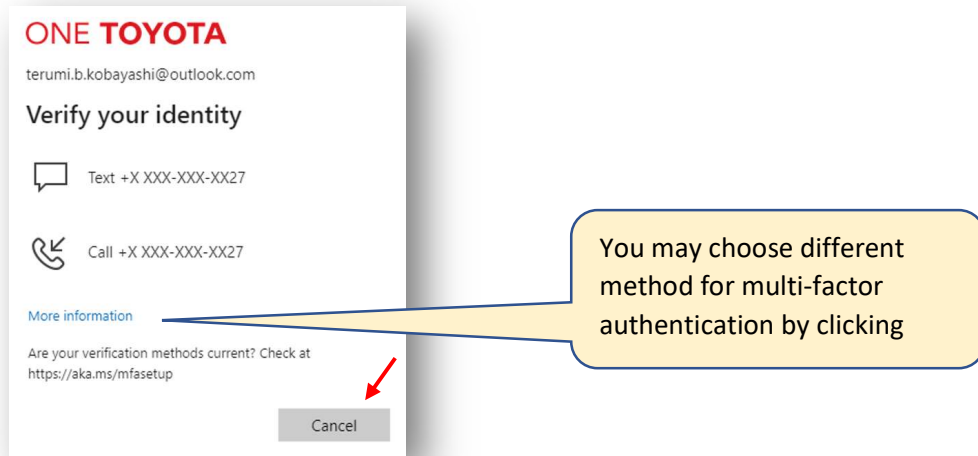 ONE TOYOTA
terumi.b.kobayashi@outlook.com
Verify your identity
Text +X XXX-XXX-XX27
Call +X XXX-XXX-XX27
More information
Are your verification methods current? Check at
https://aka.ms/mfasetup
Cancel
You may choose different
method for multi-factor
authentication by clicking